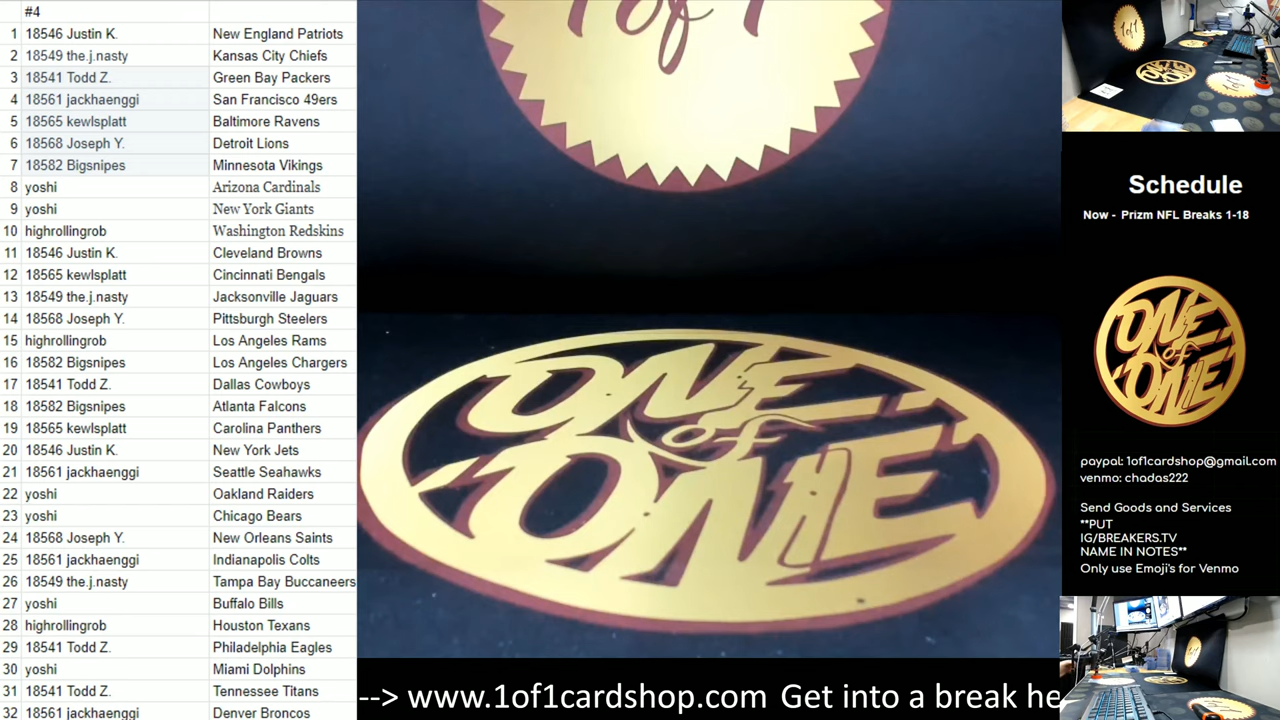 #4
1 18546 Justin K. New England Patriots
2 18549 the.j.nasty Kansas City Chiefs
3 18541 Todd Z. Green Bay Packers
4 18561 jackhaenggi San Francisco 49ers
5 18565 kewlsplatt Baltimore Ravens
6 18568 Joseph Y. Detroit Lions
7 18582 Bigsnipes Minnesota Vikings
8 yoshi Arizona Cardinals
9 yoshi New York Giants
10 highrollingrob Washington Redskins
11 18546 Justin K. Cleveland Browns
12 18565 kewlsplatt Cincinnati Bengals
13 18549 the.j.nasty Jacksonville Jaguars
14 18568 Joseph Y. Pittsburgh Steelers
15 highrollingrob Los Angeles Rams
16 18582 Bigsnipes Los Angeles Chargers
17 18541 Todd Z. Dallas Cowboys
18 18582 Bigsnipes Atlanta Falcons
19 18565 kewlsplatt Carolina Panthers
20 18546 Justin K. New York Jets
21 18561 jackhaenggi Seattle Seahawks
22 yoshi Oakland Raiders
23 yoshi Chicago Bears
24 18568 Joseph Y. New Orleans Saints
25 18561 jackhaenggi Indianapolis Colts
26 18549 the.j.nasty Tampa Bay Buccaneers
27 yoshi Buffalo Bills
28 highrollingrob Houston Texans
29 18541 Todd Z. Philadelphia Eagles
30 yoshi Miami Dolphins
31 18541 Todd Z. Tennessee Titans
32 18561 jackhaenggi Denver Broncos
1of1
ONE
of
ONE
--> www.1of1cardshop.com Get into a break he
1of1
Schedule
Now - Prizm NFL Breaks 1-18
ONE
of
ONE
paypal: 1of1cardshop@gmail.com
venmo: chadas222
Send Goods and Services
**PUT
IG/BREAKERS.TV
NAME IN NOTES**
Only use Emoji's for Venmo